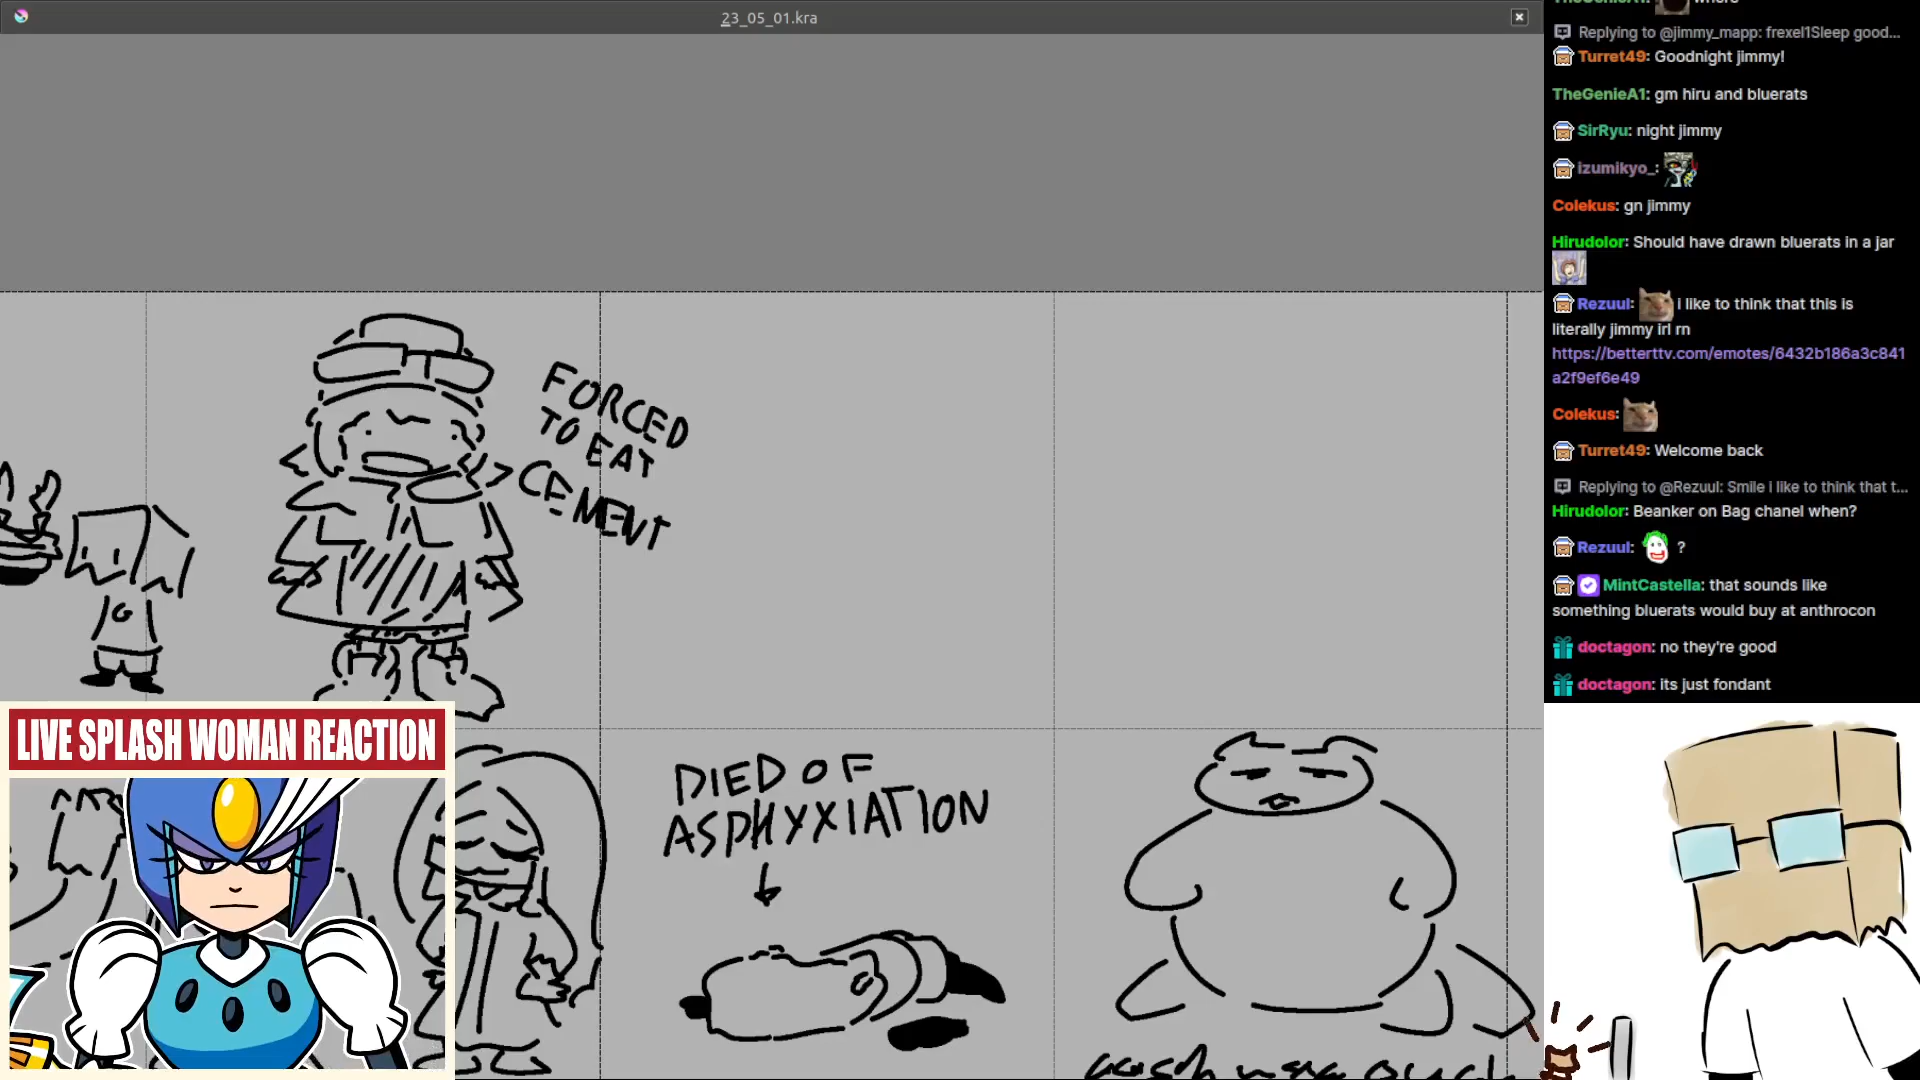 23_05_01.kra
FORCED
TO EAT
CEMENT
DIED OF
ASPHYXXIATION
LIVE SPLASH WOMAN REACTION
Replying to @jimmy_mapp: frexel1Sleep good...
Turret49: Goodnight jimmy!
TheGenieA1: gm hiru and bluerats
SirRyu: night jimmy
izumikyo_:
Colekus: gn jimmy
Hirudolor: Should have drawn bluerats in a jar
Rezuul: i like to think that this is
literally jimmy irl rn
https://betterttv.com/emotes/6432b186a3c841
a2f9ef6e49
Colekus:
Turret49: Welcome back
Replying to @Rezuul: Smile i like to think that t...
Hirudolor: Beanker on Bag chanel when?
Rezuul: ?
MintCastella: that sounds like
something bluerats would buy at anthrocon
doctagon: no they're good
doctagon: its just fondant